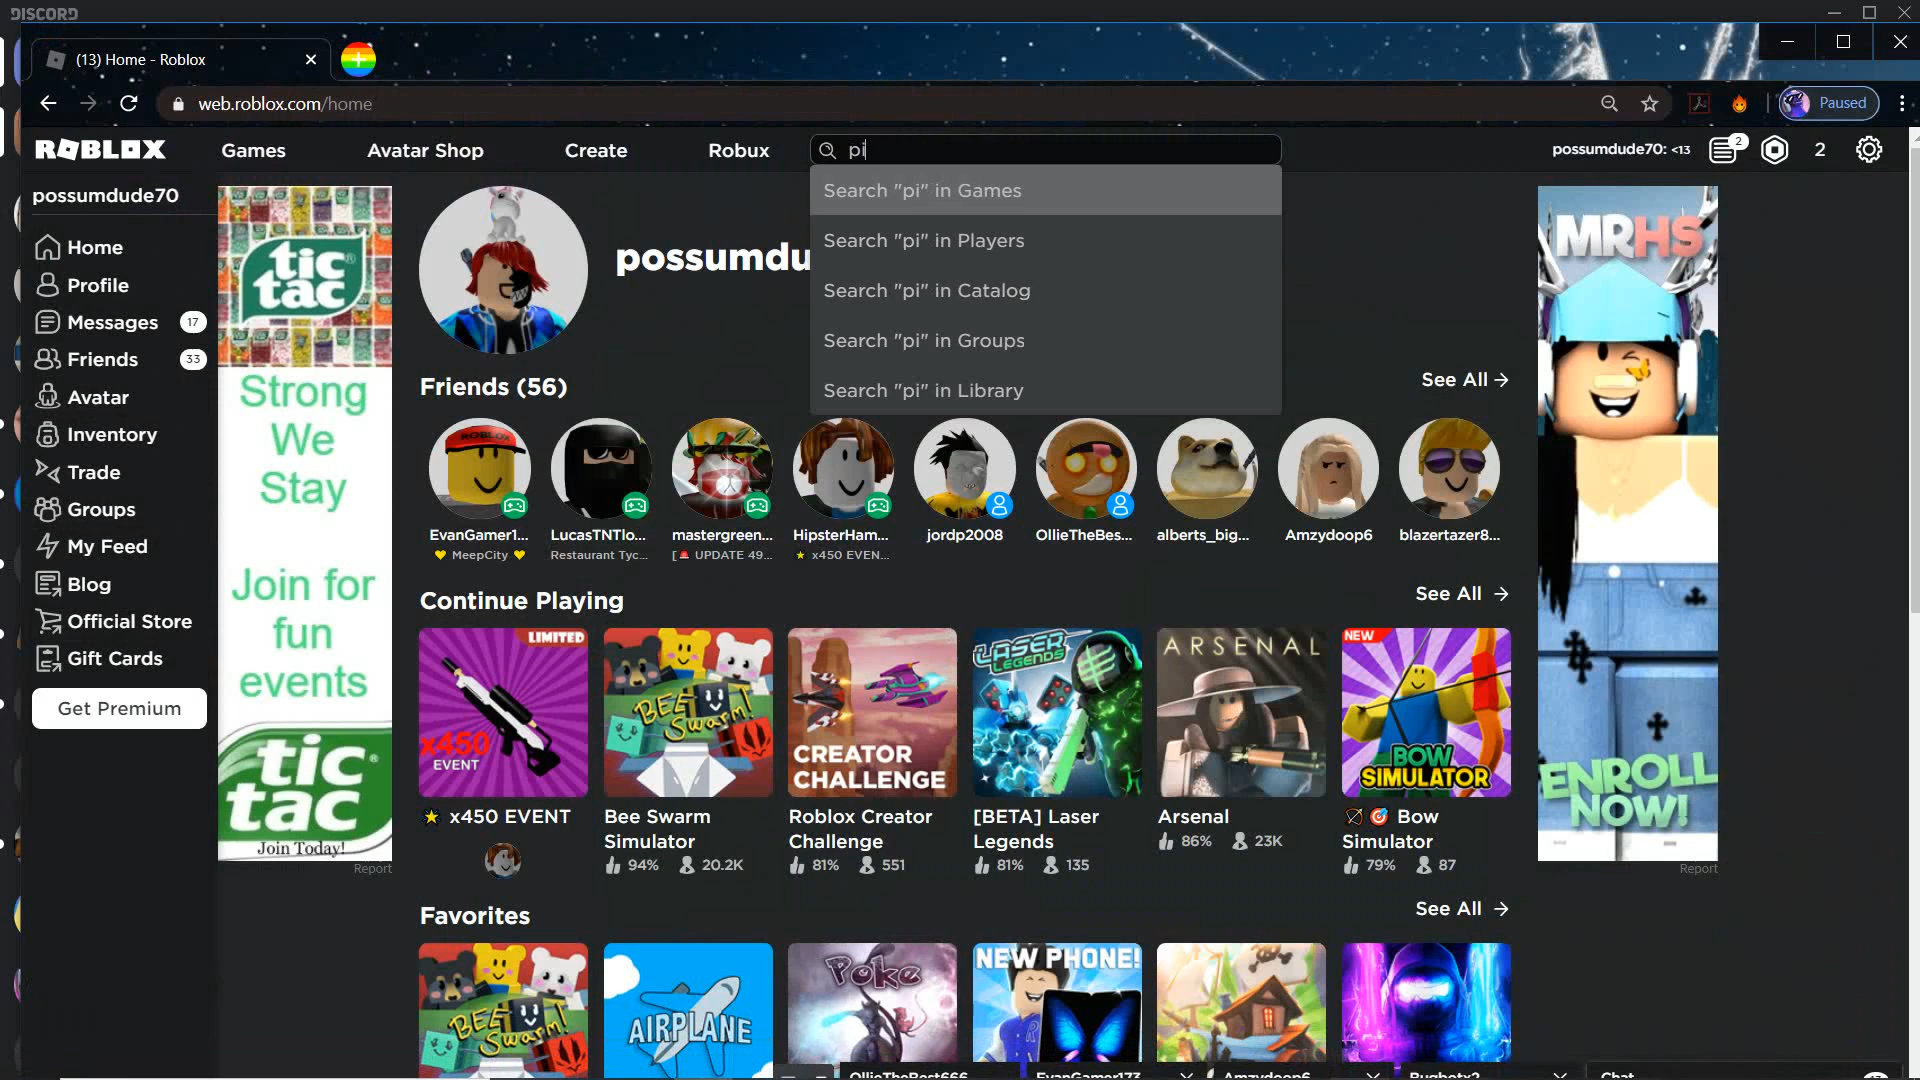 DISCORD
(13) Home - Roblox
web.roblox.com/home
Paused
ROBLOX
Games
Avatar Shop
Create
Robux
pi
possumdude70: <13
2
2
Search "pi" in Games
Search "pi" in Players
Search "pi" in Catalog
Search "pi" in Groups
Search "pi" in Library
possumdude70
Home
Profile
Messages 17
Friends 33
Avatar
Inventory
Trade
Groups
My Feed
Blog
Official Store
Gift Cards
Get Premium
tic
tac
Strong
We
Stay
Join for
fun
events
tic
tac
Join Today!
Report
possumdu
Friends (56)
See All
ROBLOX
EvanGamer1...
MeepCity
LucasTNTlo...
Restaurant Tyc...
mastergreen...
[ UPDATE 49...
HipsterHam...
x450 EVEN...
jordp2008
OllieTheBes...
alberts_big...
Amzydoop6
blazertazer8...
Continue Playing
See All
LIMITED
x450
EVENT
x450 EVENT
BEE
Swarm!
Bee Swarm
Simulator
94% 20.2K
CREATOR
CHALLENGE
Roblox Creator
Challenge
81% 551
LASER
LEGENDS
[BETA] Laser
Legends
81% 135
ARSENAL
Arsenal
86% 23K
NEW
BOW
SIMULATOR
Bow
Simulator
79% 87
Favorites
See All
BEE
Swarm!
AIRPLANE
Poke
NEW PHONE!
MRHS
ENROLL
NOW!
Report
OllieTheBest666
EvanGamer173
Amzydoop6
Bugbotx2
Chat